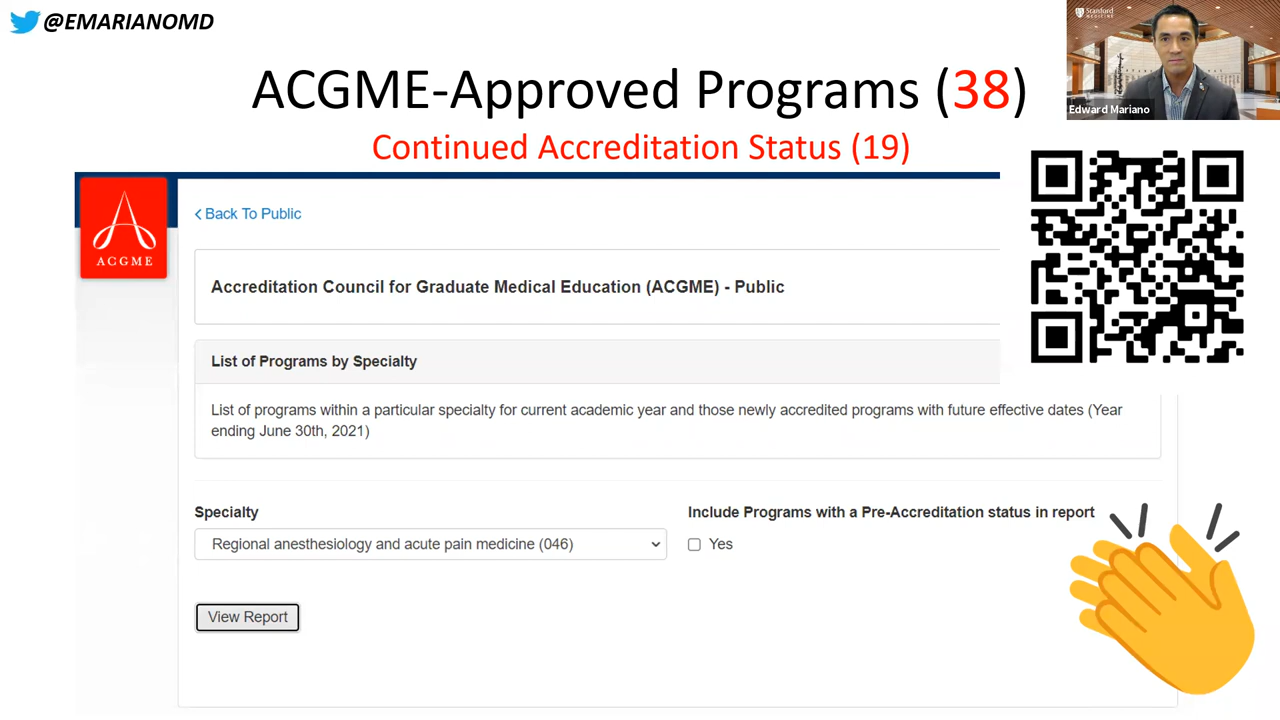 @EMARIANOMD
Stanford
MEDICINE
Edward Mariano
ACGME-Approved Programs (38)
Continued Accreditation Status (19)
ACGME
Back To Public
Accreditation Council for Graduate Medical Education (ACGME) - Public
List of Programs by Specialty
List of programs within a particular specialty for current academic year and those newly accredited programs with future effective dates (Year
ending June 30th, 2021)
Specialty
Include Programs with a Pre-Accreditation status in report
Regional anesthesiology and acute pain medicine (046)
Yes
View Report